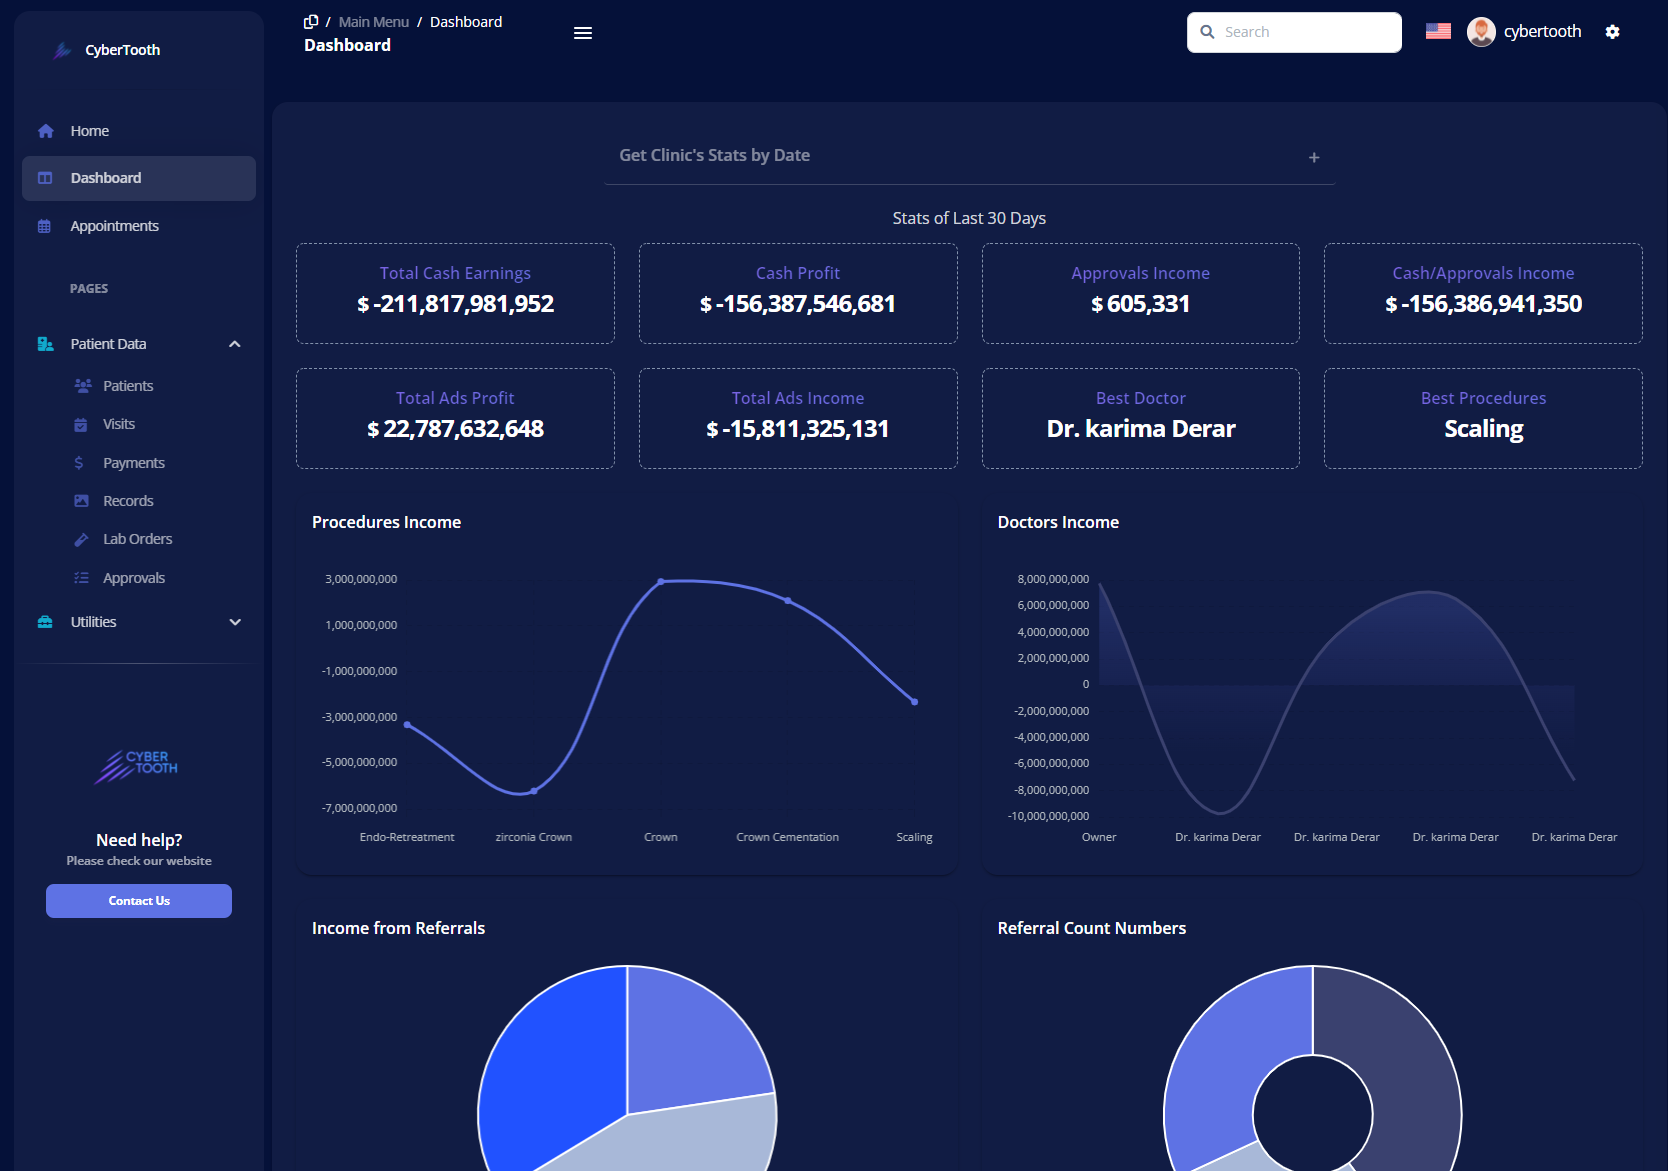 CyberTooth
Home
Dashboard
Appointments
PAGES
Patient Data
Patients
Visits
Payments
Records
Lab Orders
Approvals
Utilities
CYBER
TOOTH
Need help?
Please check our website
Contact Us
/ Main Menu / Dashboard
Dashboard
Search
cybertooth
Get Clinic's Stats by Date
+
Stats of Last 30 Days
Total Cash Earnings
$ -211,817,981,952
Cash Profit
$ -156,387,546,681
Approvals Income
$ 605,331
Cash/Approvals Income
$ -156,386,941,350
Total Ads Profit
$ 22,787,632,648
Total Ads Income
$ -15,811,325,131
Best Doctor
Dr. karima Derar
Best Procedures
Scaling
Procedures Income
3,000,000,000
1,000,000,000
-1,000,000,000
-3,000,000,000
-5,000,000,000
-7,000,000,000
Endo-Retreatment zirconia Crown Crown Crown Cementation Scaling
Doctors Income
8,000,000,000
6,000,000,000
4,000,000,000
2,000,000,000
0
-2,000,000,000
-4,000,000,000
-6,000,000,000
-8,000,000,000
-10,000,000,000
Owner Dr. karima Derar Dr. karima Derar Dr. karima Derar Dr. karima Derar
Income from Referrals
Referral Count Numbers